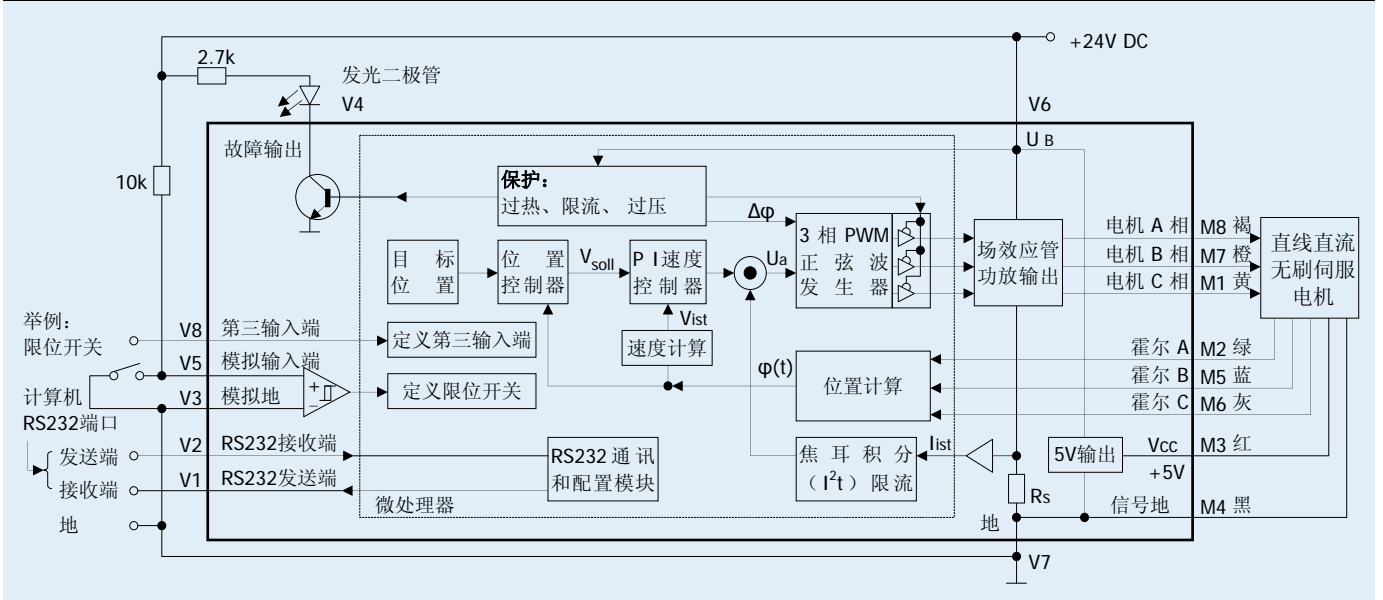 +24V DC
2.7k
发光二极管
V4
V6
U B
故障输出
10k
保护：
过热、限流、过压
Δφ
3 相 PWM
正弦波
发生器
Ua
目标
位置
位置
控制器
Vsoll
P I速度
控制器
场效应管
功放输出
电机 A 相 M8 褐
电机 B 相 M7 橙
电机 C 相 M1 黄
直线直流
无刷伺服
电机
举例：
限位开关
V8 第三输入端
定义第三输入端
Vist
速度计算
V5 模拟输入端
+
−
定义限位开关
V3 模拟地
φ(t)
位置计算
霍尔 A M2 绿
霍尔 B M5 蓝
霍尔 C M6 灰
计算机
RS232端口
发送端
V2 RS232接收端
接收端
V1 RS232发送端
RS232 通讯
和配置模块
焦耳积分
（I²t）限流
Iist
5V输出
Vcc
+5V
M3 红
Rs
微处理器
地
地
信号地 M4 黑
V7